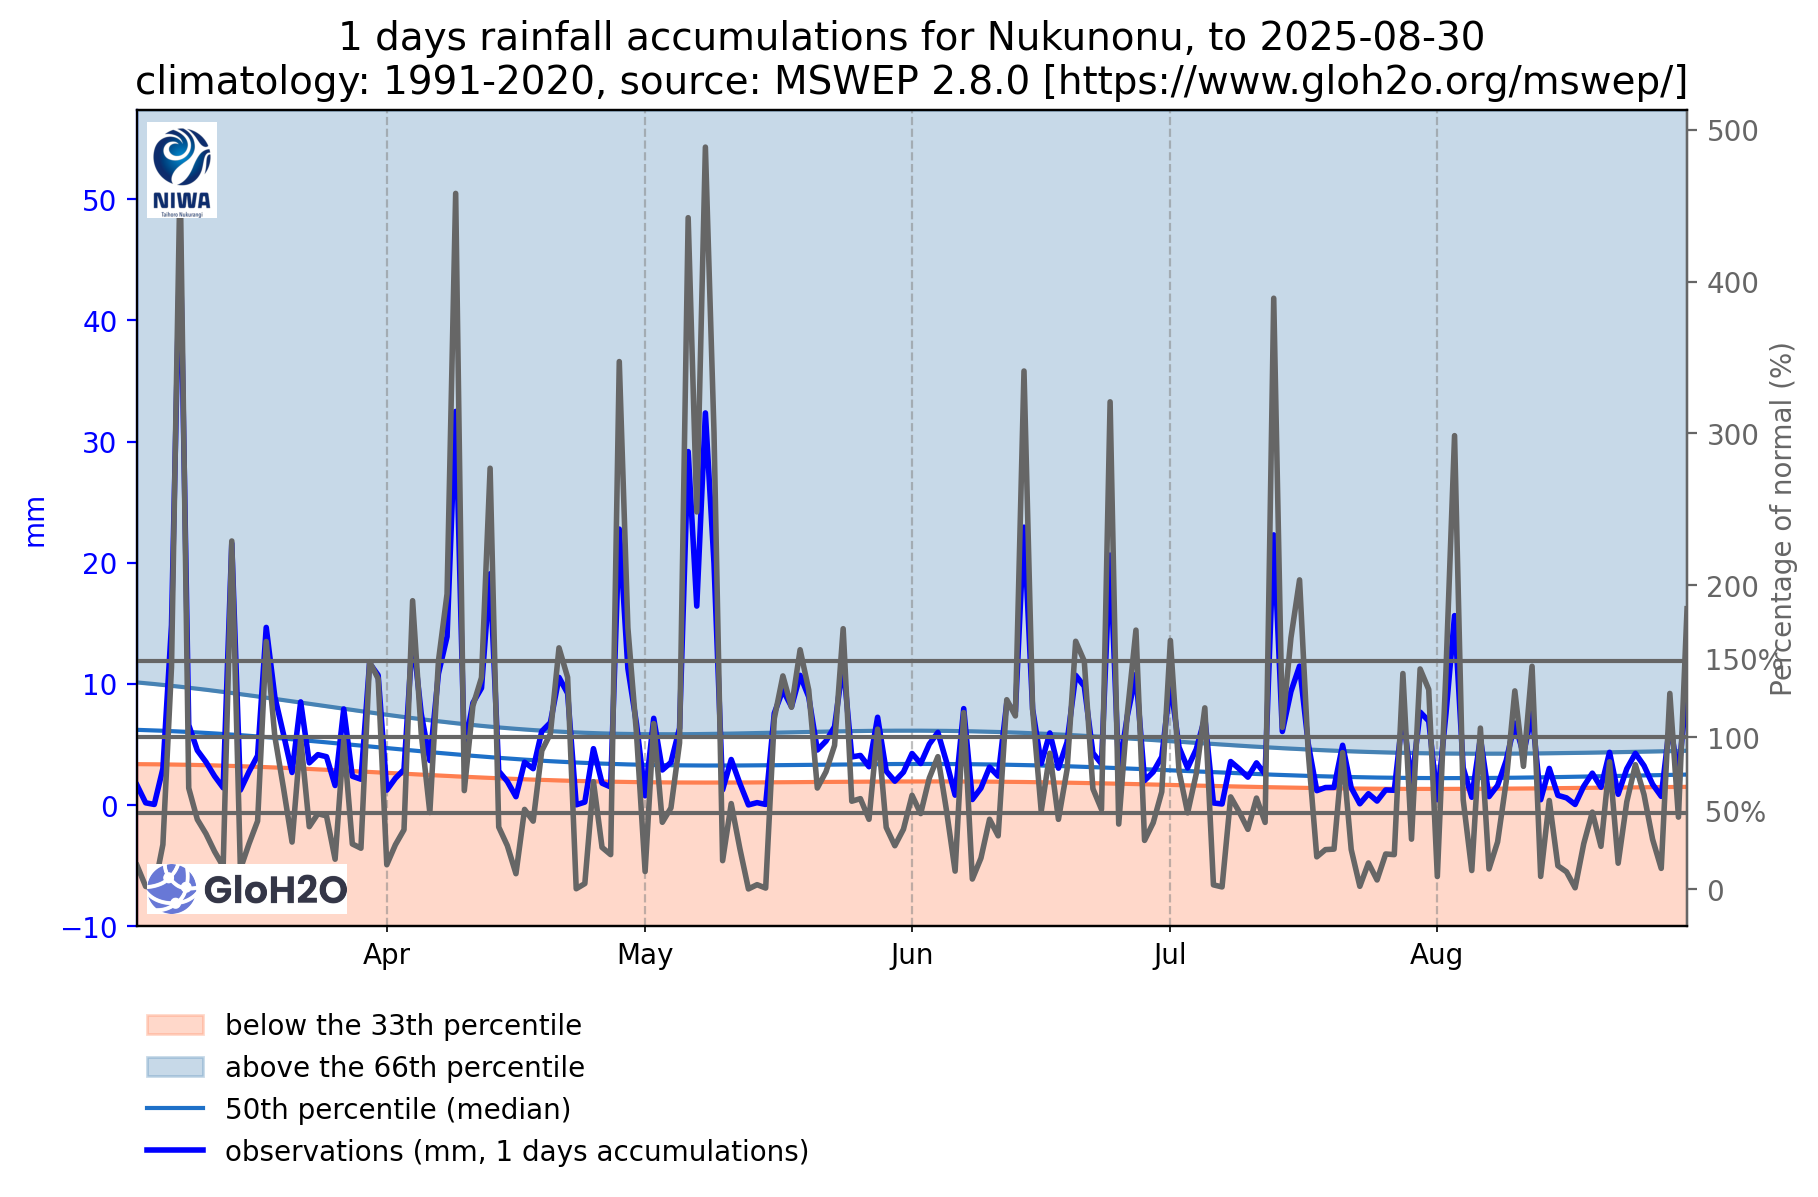 1 days rainfall accumulations for Nukunonu, to 2025-08-30
climatology: 1991-2020, source: MSWEP 2.8.0 [https://www.gloh2o.org/mswep/]
NIWA
Taihoro Nukurangi
50
40
30
20
10
0
−10
mm
500
400
300
200
150%
100
50%
0
Percentage of normal (%)
GloH2O
Apr
May
Jun
Jul
Aug
below the 33th percentile
above the 66th percentile
50th percentile (median)
observations (mm, 1 days accumulations)